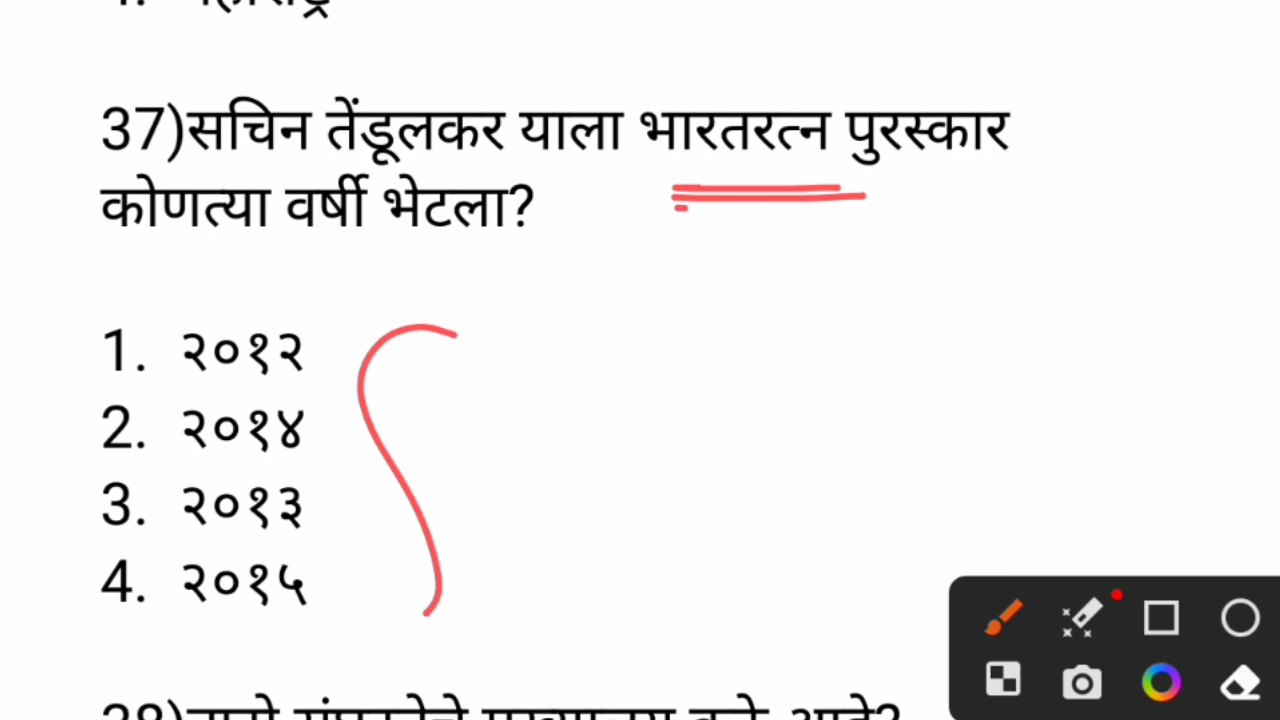 37)सचिन तेंडूलकर याला भारतरत्न पुरस्कार
कोणत्या वर्षी भेटला?
1. २०१२
2. २०१४
3. २०१३
4. २०१५